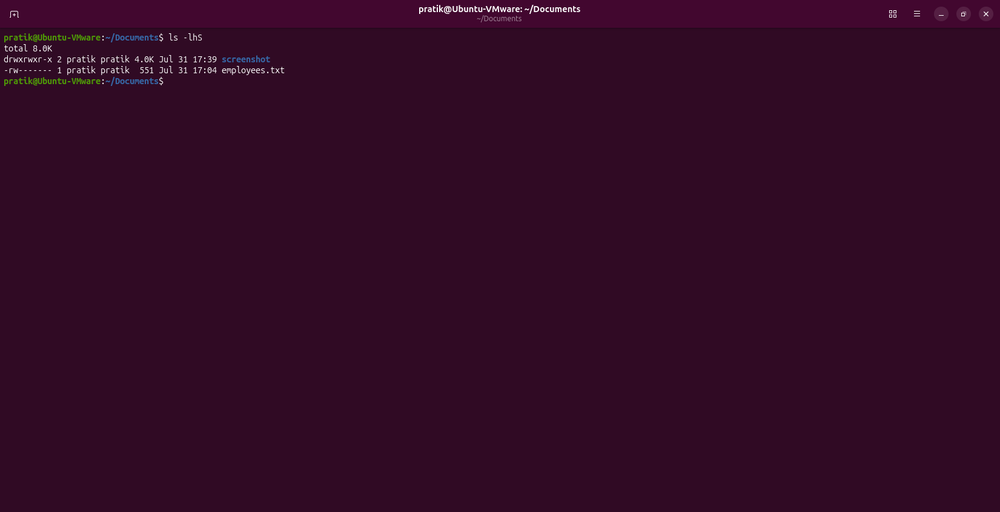 pratik@Ubuntu-VMware: ~/Documents
~/Documents
pratik@Ubuntu-VMware:~/Documents$ ls -lhS
total 8.0K
drwxrwxr-x 2 pratik pratik 4.0K Jul 31 17:39 screenshot
-rw------- 1 pratik pratik  551 Jul 31 17:04 employees.txt
pratik@Ubuntu-VMware:~/Documents$